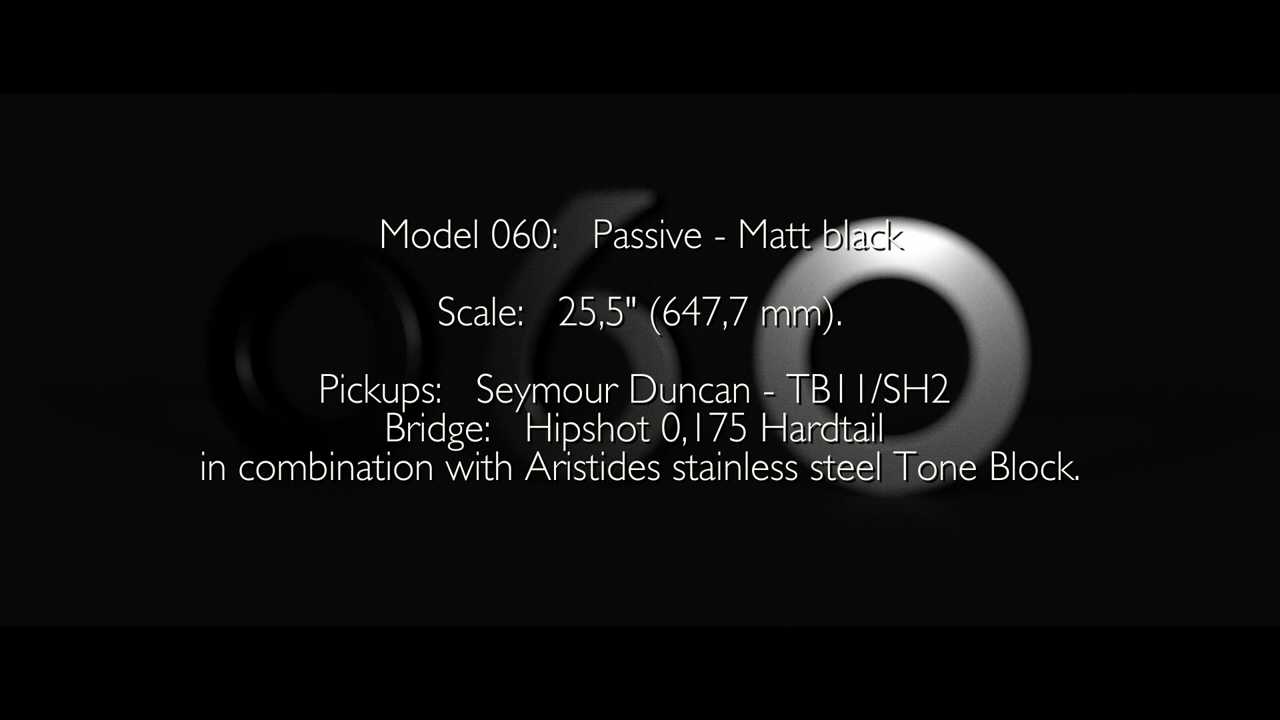 060
Model 060: Passive - Matt black
Scale: 25,5" (647,7 mm).
Pickups: Seymour Duncan - TB11/SH2
Bridge: Hipshot 0,175 Hardtail
in combination with Aristides stainless steel Tone Block.